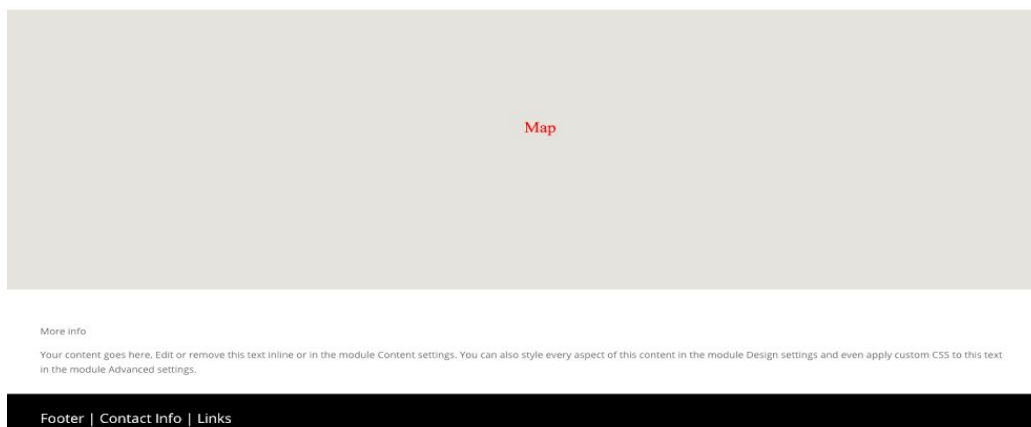 Map
More info
Your content goes here. Edit or remove this text inline or in the module Content settings. You can also style every aspect of this content in the module Design settings and even apply custom CSS to this text
in the module Advanced settings.
Footer | Contact Info | Links